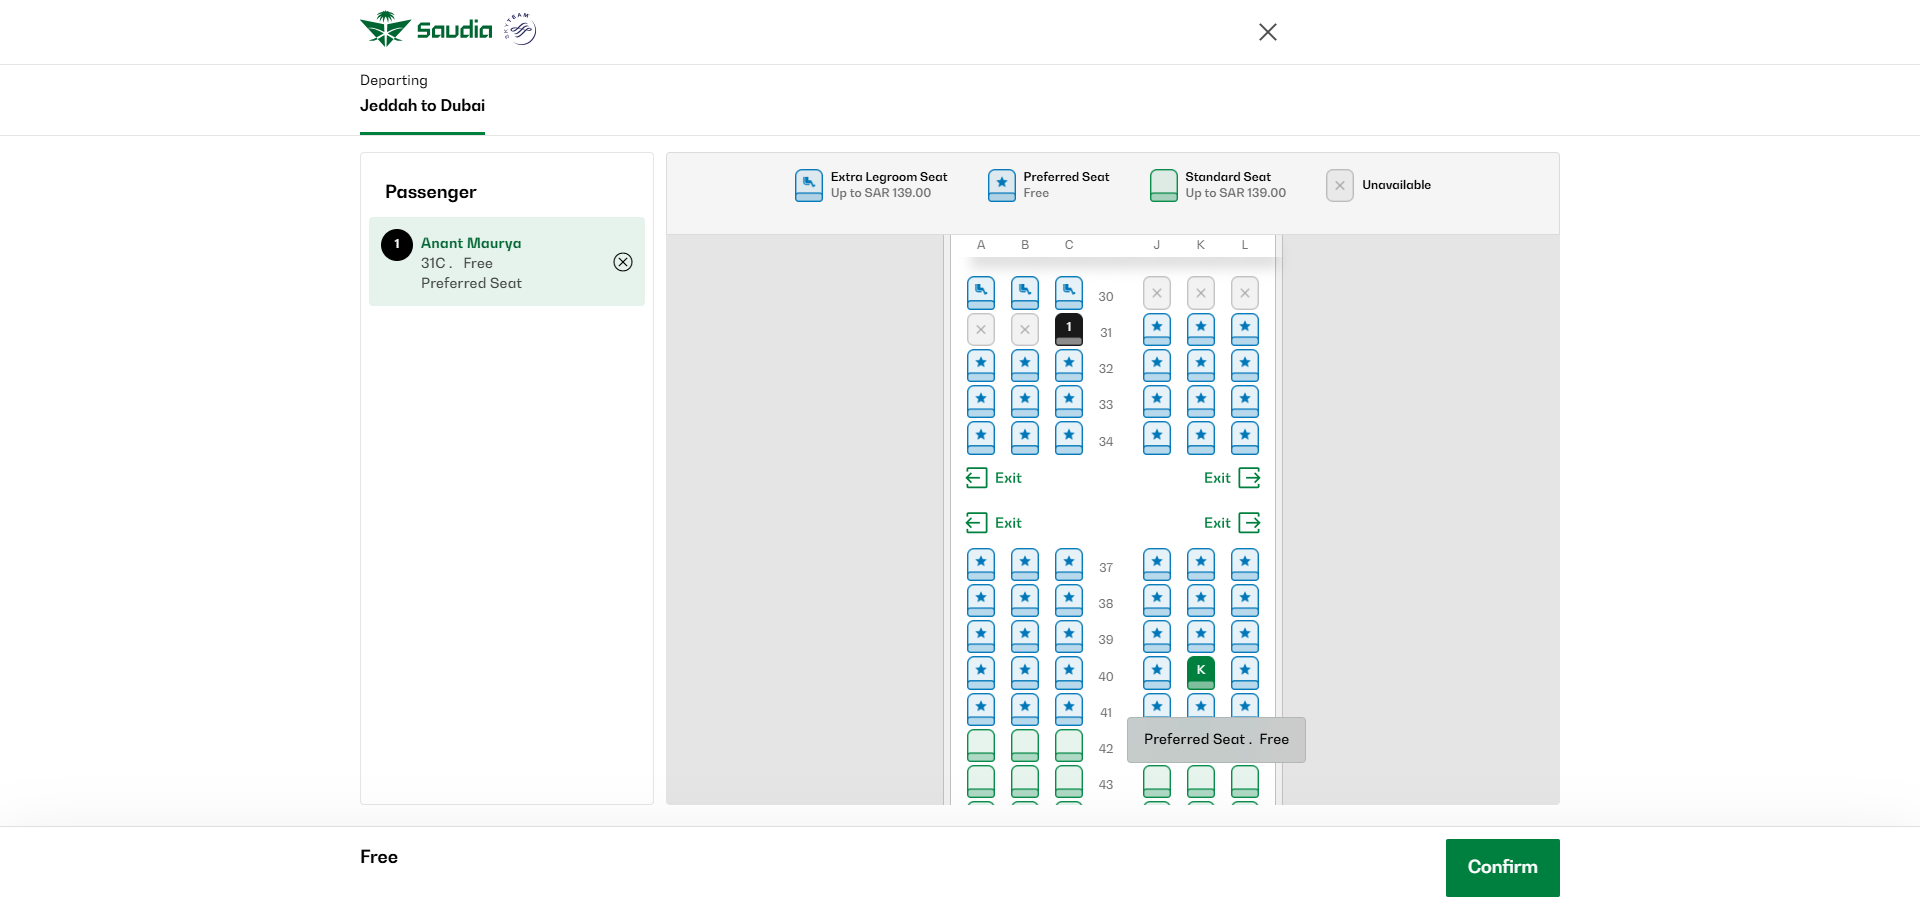 Saudia
SKYTEAM
Departing
Jeddah to Dubai
Passenger
1
Anant Maurya
31C . Free
Preferred Seat
Extra Legroom Seat
Up to SAR 139.00
Preferred Seat
Free
Standard Seat
Up to SAR 139.00
Unavailable
A B C J K L
30
1 31
32
33
34
Exit Exit
Exit Exit
37
38
39
40 K
41
42
Preferred Seat . Free
43
Free
Confirm